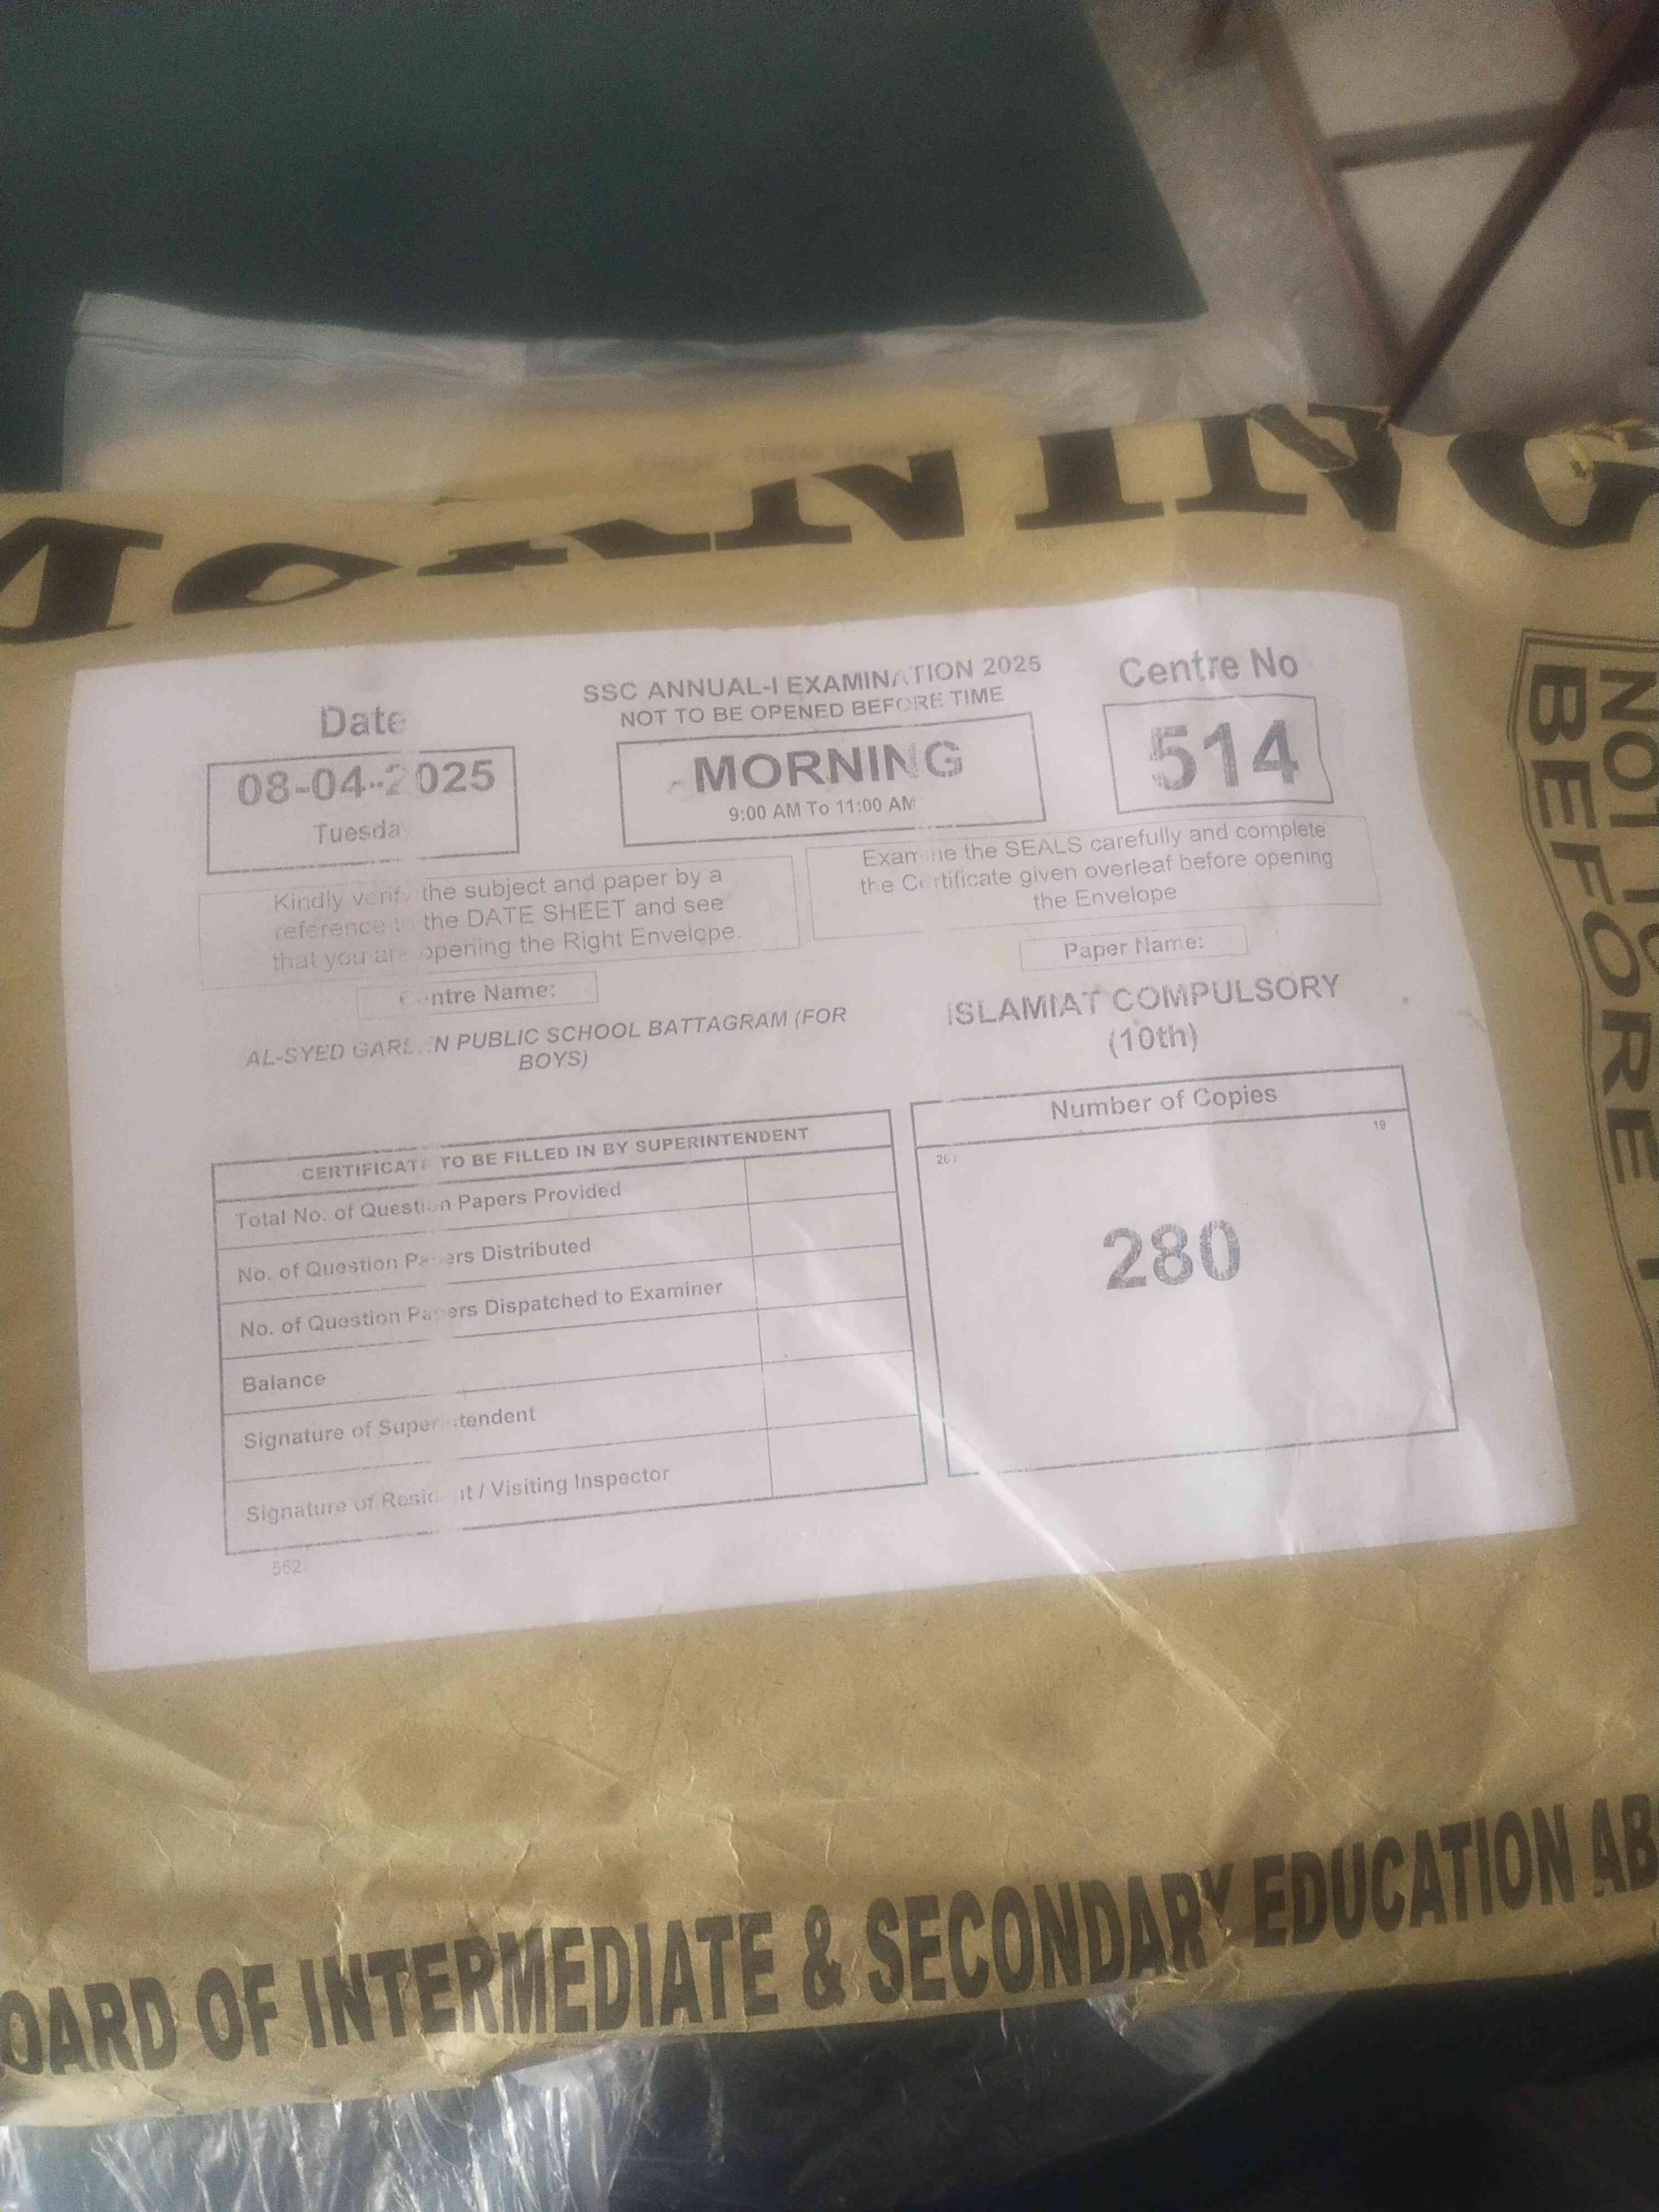 MORNING
SSC ANNUAL-I EXAMINATION 2025
NOT TO BE OPENED BEFORE TIME
Date
08-04-2025
Tuesday
MORNING
9:00 AM To 11:00 AM
Centre No
514
Kindly verify the subject and paper by a
reference to the DATE SHEET and see
that you are opening the Right Envelope.
Examine the SEALS carefully and complete
the Certificate given overleaf before opening
the Envelope
Centre Name:
AL-SYED GARDEN PUBLIC SCHOOL BATTAGRAM (FOR
BOYS)
Paper Name:
ISLAMIAT COMPULSORY
(10th)
CERTIFICATE TO BE FILLED IN BY SUPERINTENDENT
Total No. of Question Papers Provided
No. of Question Papers Distributed
No. of Question Papers Dispatched to Examiner
Balance
Signature of Superintendent
Signature of Resident / Visiting Inspector
552
Number of Copies
19
280
NOT TO
BEFORE
OARD OF INTERMEDIATE & SECONDARY EDUCATION AB